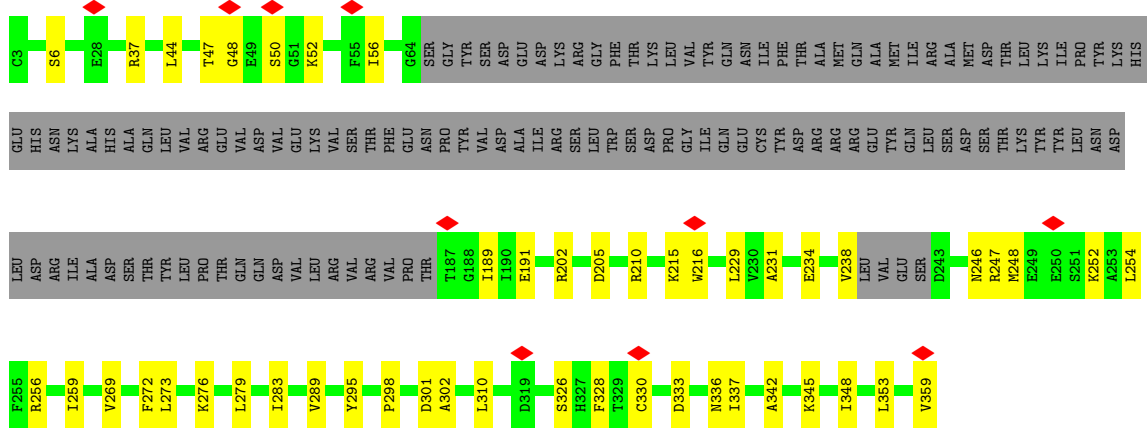 C3 S6 E28 R37 L44 T47 G48 E49 S50 G51 K52 F55 I56 G64 SER GLY TYR SER SER ASP GLU ASP LYS ARG GLY PHE THR LYS LEU VAL TYR GLN ASN ILE PHE THR ALA MET GLN ALA MET ILE ARG ALA MET ASP THR LEU LYS ILE PRO TYR LYS HIS
GLU HIS ASN LYS ALA HIS ALA GLN LEU VAL ARG GLU VAL ASP VAL GLU LYS VAL SER THR PHE GLU ASN PRO TYR VAL ASP ALA ILE ARG SER LEU TRP SER ASP PRO GLY ILE GLN GLU CYS TYR ASP ARG ARG ARG GLU TYR GLN LEU SER ASP SER THR LYS TYR TYR LEU ASN ASP
LEU ASP ARG ILE ALA ASP SER THR TYR LEU PRO THR GLN GLN ASP VAL LEU ARG VAL ARG VAL PRO THR T187 G188 I189 I190 E191 R202 D205 R210 K215 W216 L229 V230 A231 E234 V238 LEU VAL GLU SER D243 N246 R247 M248 E249 E250 S251 K252 A253 L254
F255 R256 I259 V269 F272 L273 K276 L279 I283 V289 Y295 P298 D301 A302 L310 D319 S326 H327 F328 T329 C330 D333 N336 I337 A342 K345 I348 L353 V359